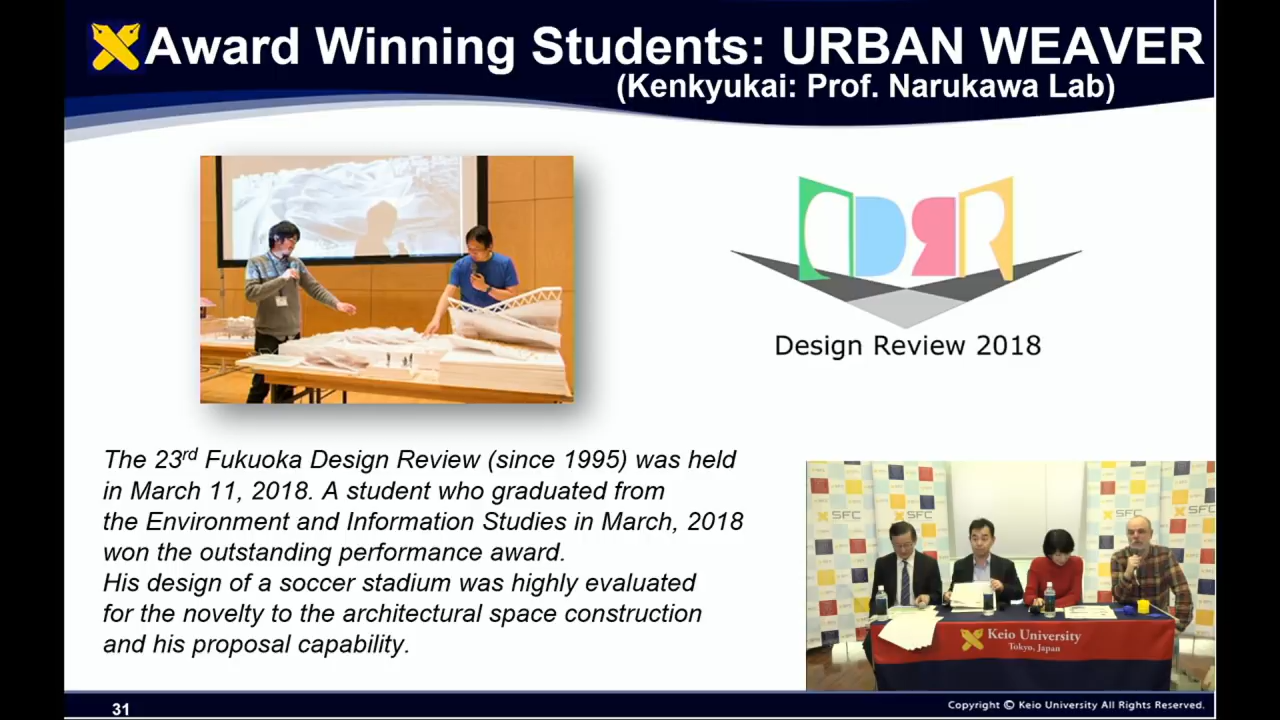 Award Winning Students: URBAN WEAVER
(Kenkyukai: Prof. Narukawa Lab)
Design Review 2018
The 23rd Fukuoka Design Review (since 1995) was held
in March 11, 2018. A student who graduated from
the Environment and Information Studies in March, 2018
won the outstanding performance award.
His design of a soccer stadium was highly evaluated
for the novelty to the architectural space construction
and his proposal capability.
SFC
SFC
SFC
SFC
Keio University
Tokyo, Japan
31
Copyright © Keio University All Rights Reserved.